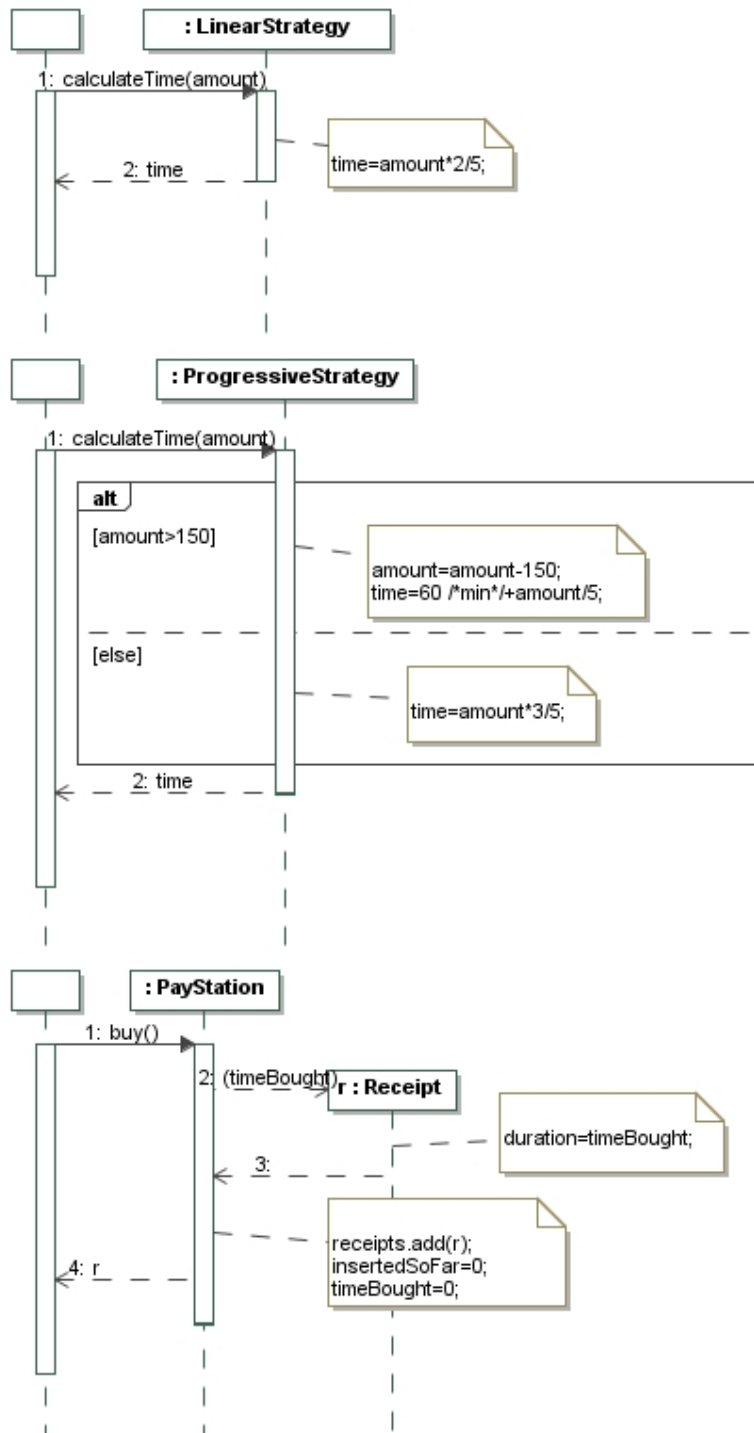 : LinearStrategy
1: calculateTime(amount)
time=amount*2/5;
2: time
: ProgressiveStrategy
1: calculateTime(amount)
alt
[amount>150]
amount=amount-150;
time=60 /*min*/+amount/5;
[else]
time=amount*3/5;
2: time
: PayStation
1: buy()
2: (timeBought)
r : Receipt
duration=timeBought;
3:
receipts.add(r);
insertedSoFar=0;
timeBought=0;
4: r